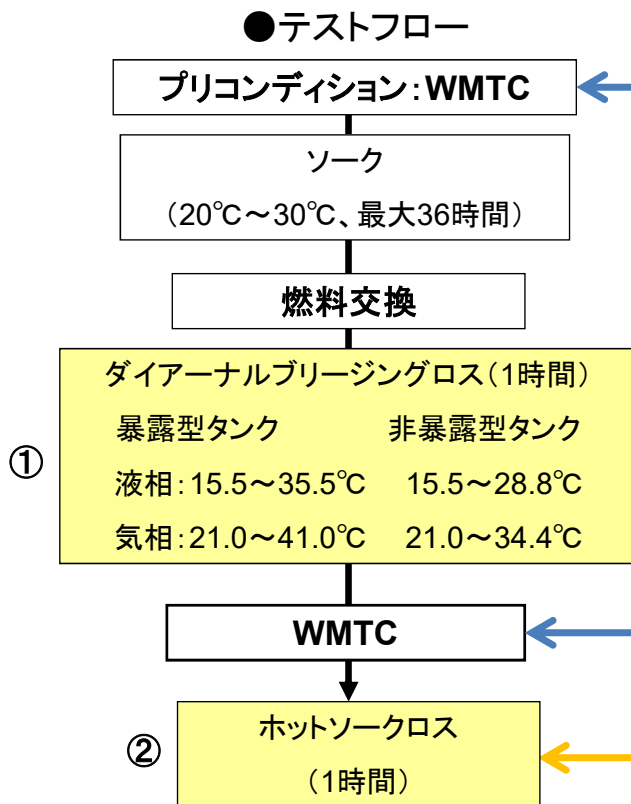 ●テストフロー
プリコンディション：WMTC
ソーク
（20℃～30℃、最大36時間）
燃料交換
ダイアーナルブリージングロス（1時間）
暴露型タンク 非暴露型タンク
①
液相：15.5～35.5℃ 15.5～28.8℃
気相：21.0～41.0℃ 21.0～34.4℃
WMTC
②
ホットソークロス
（1時間）